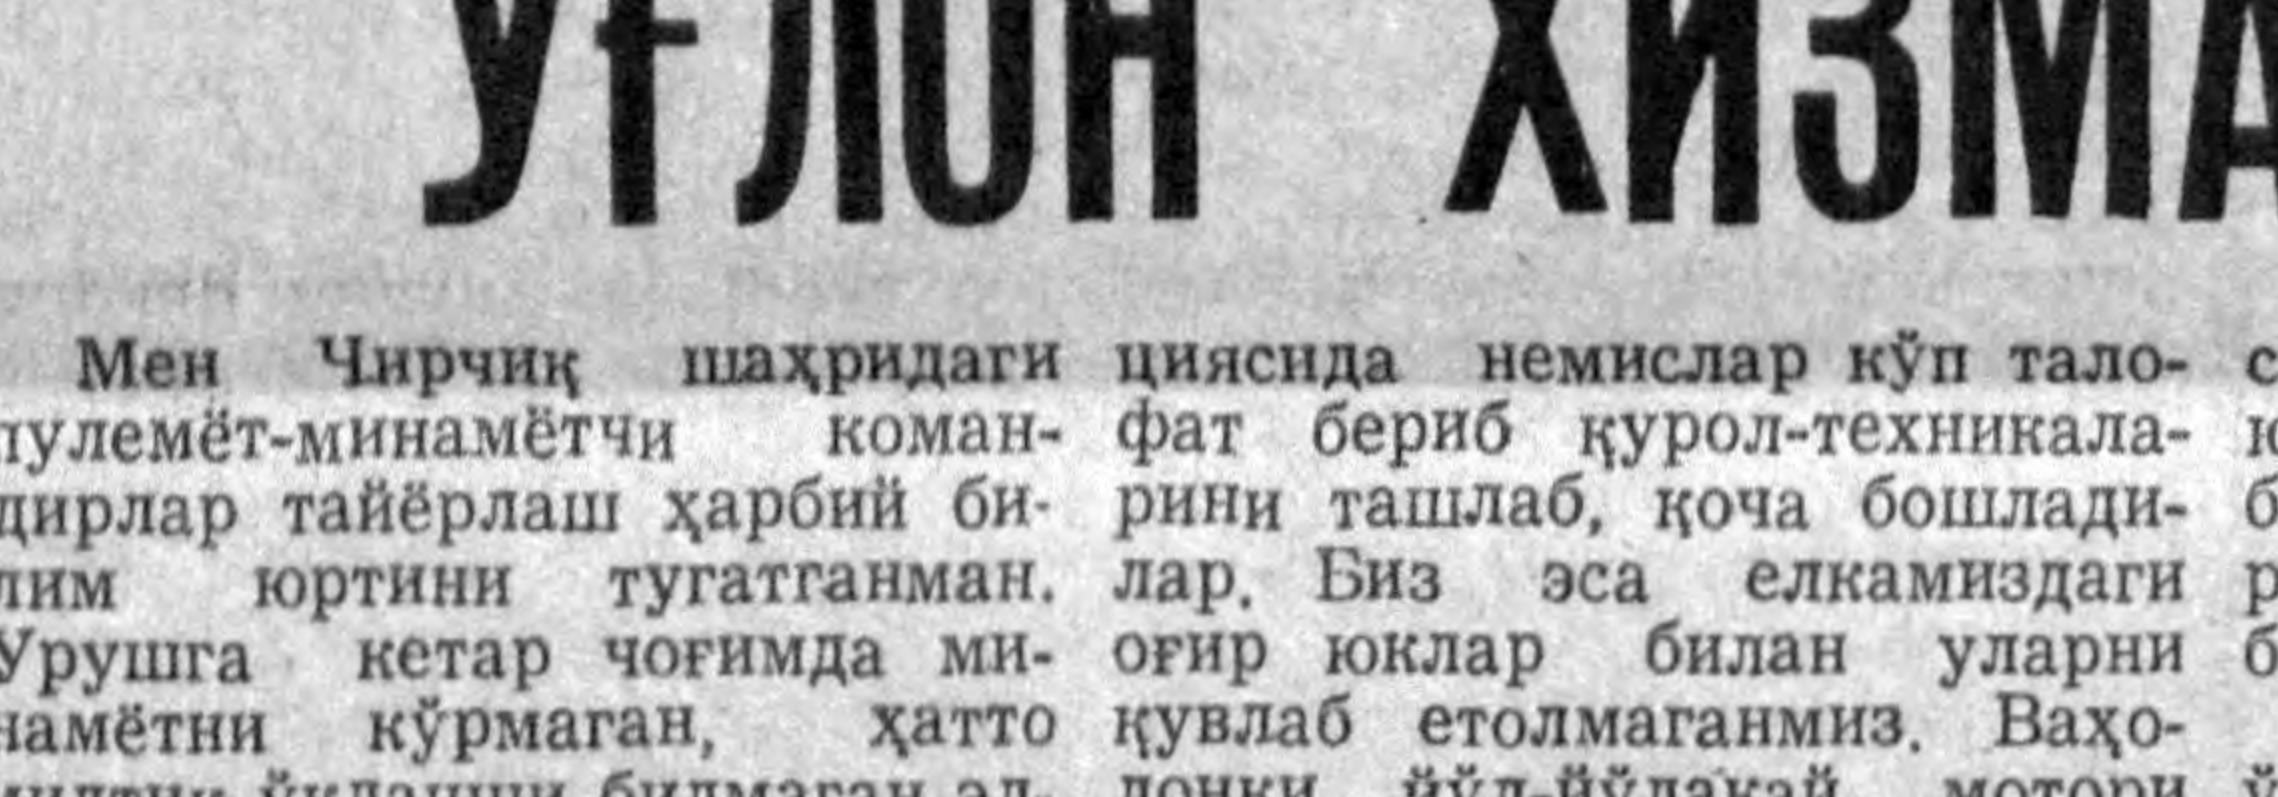 ЎҒЛОН ХИЗМА
Мен Чирчиқ шаҳридаги
пулемёт-минамётчи коман-
дирлар тайёрлаш ҳарбий би-
лим юртини тугатганман.
Урушга кетар чоғимда ми-
намётни кўрмаган, ҳатто
циясида немислар кўп тало-
фат бериб қурол-техникала-
рини ташлаб, қоча бошлади-
лар. Биз эса елкамиздаги
оғир юклар билан уларни
қувлаб етолмаганмиз. Ваҳо-